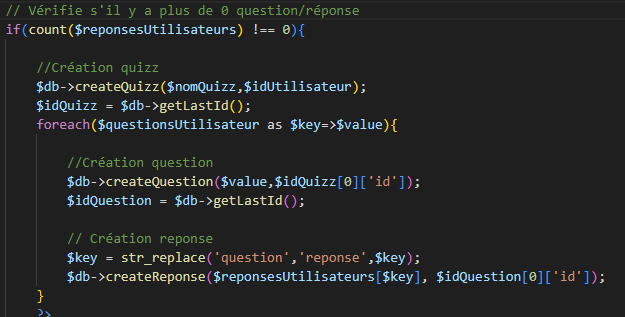 // Vérifie s'il y a plus de 0 question/réponse
if(count($reponsesUtilisateurs) !== 0){
//Création quizz
$db->createQuizz($nomQuizz,$idUtilisateur);
$idQuizz = $db->getLastId();
foreach($questionsUtilisateur as $key=>$value){
//Création question
$db->createQuestion($value,$idQuizz[0]['id']);
$idQuestion = $db->getLastId();
// Création reponse
$key = str_replace('question','reponse',$key);
$db->createReponse($reponsesUtilisateurs[$key], $idQuestion[0]['id']);
}
?>